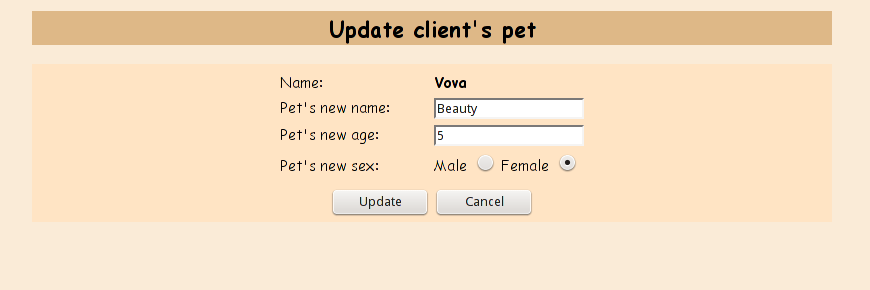 Update client's pet
Name: Vova
Pet's new name: Beauty
Pet's new age: 5
Pet's new sex: Male Female
Update Cancel